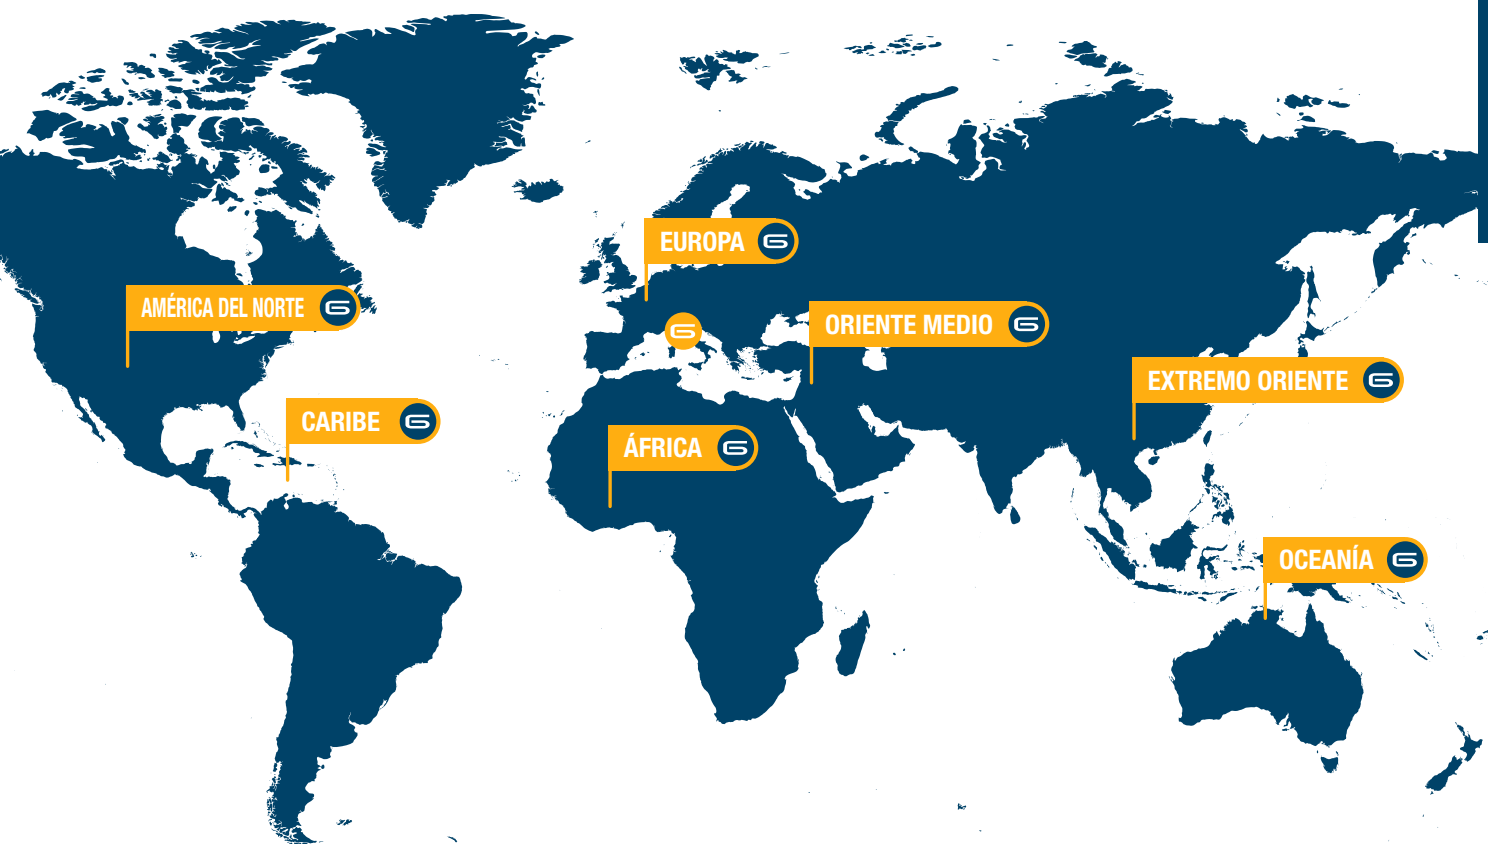 EUROPA
AMÉRICA DEL NORTE
ORIENTE MEDIO
EXTREMO ORIENTE
CARIBE
ÁFRICA
OCEANÍA